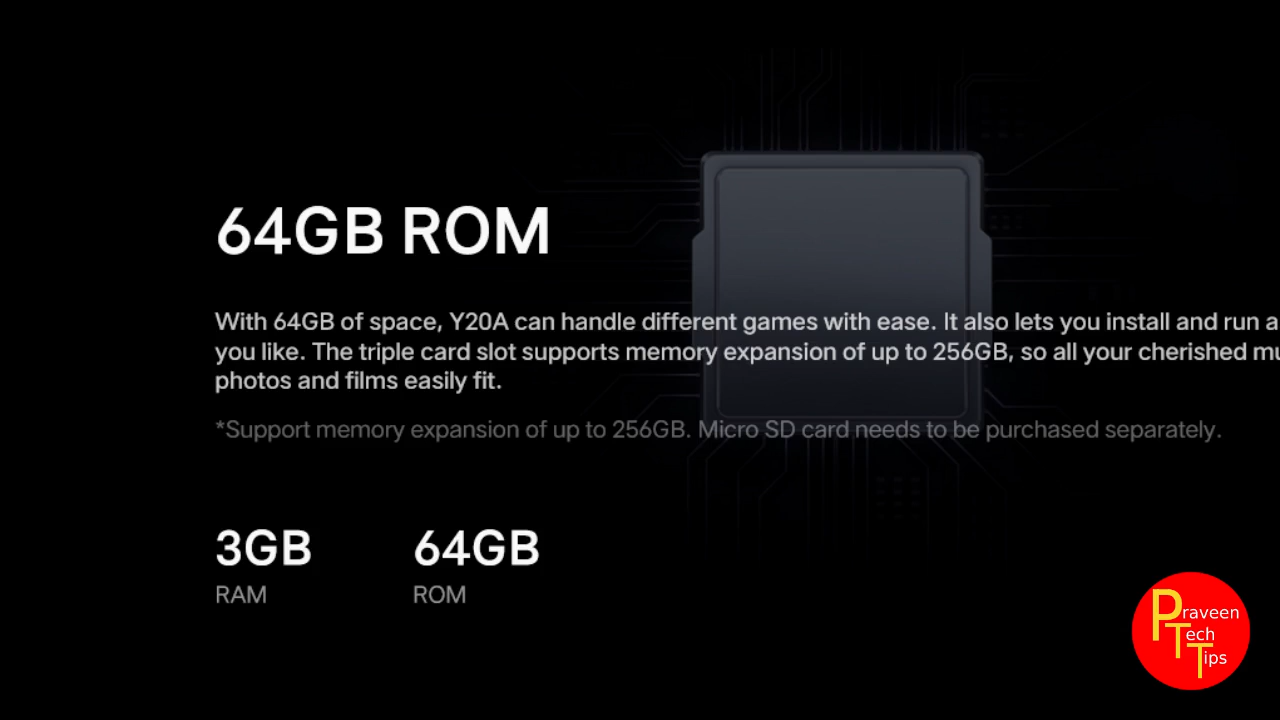 64GB ROM
With 64GB of space, Y20A can handle different games with ease. It also lets you install and run a
you like. The triple card slot supports memory expansion of up to 256GB, so all your cherished mu
photos and films easily fit.
*Support memory expansion of up to 256GB. Micro SD card needs to be purchased separately.
3GB 64GB
RAM ROM
Praveen
Tech
Tips